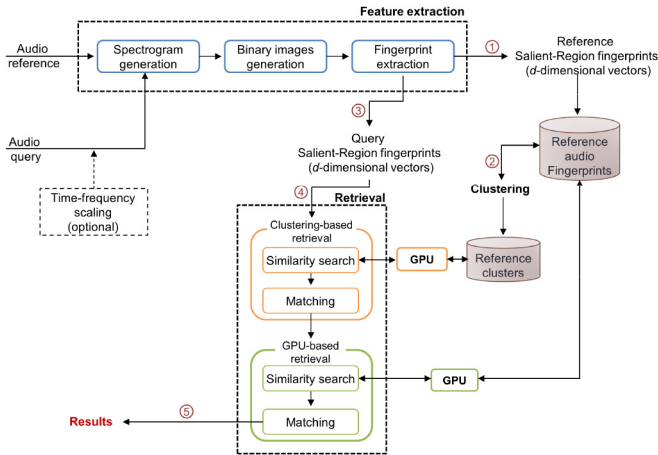 Feature extraction
Audio
reference
Spectrogram
generation
Binary images
generation
Fingerprint
extraction
1
Reference
Salient-Region fingerprints
(d-dimensional vectors)
3
Audio
query
Query
Salient-Region fingerprints
(d-dimensional vectors)
2
Reference
audio
Fingerprints
Time-frequency
scaling
(optional)
4
Clustering
Retrieval
Clustering-based
retrieval
Similarity search
GPU
Reference
clusters
Matching
GPU-based
retrieval
Similarity search
GPU
Results
5
Matching